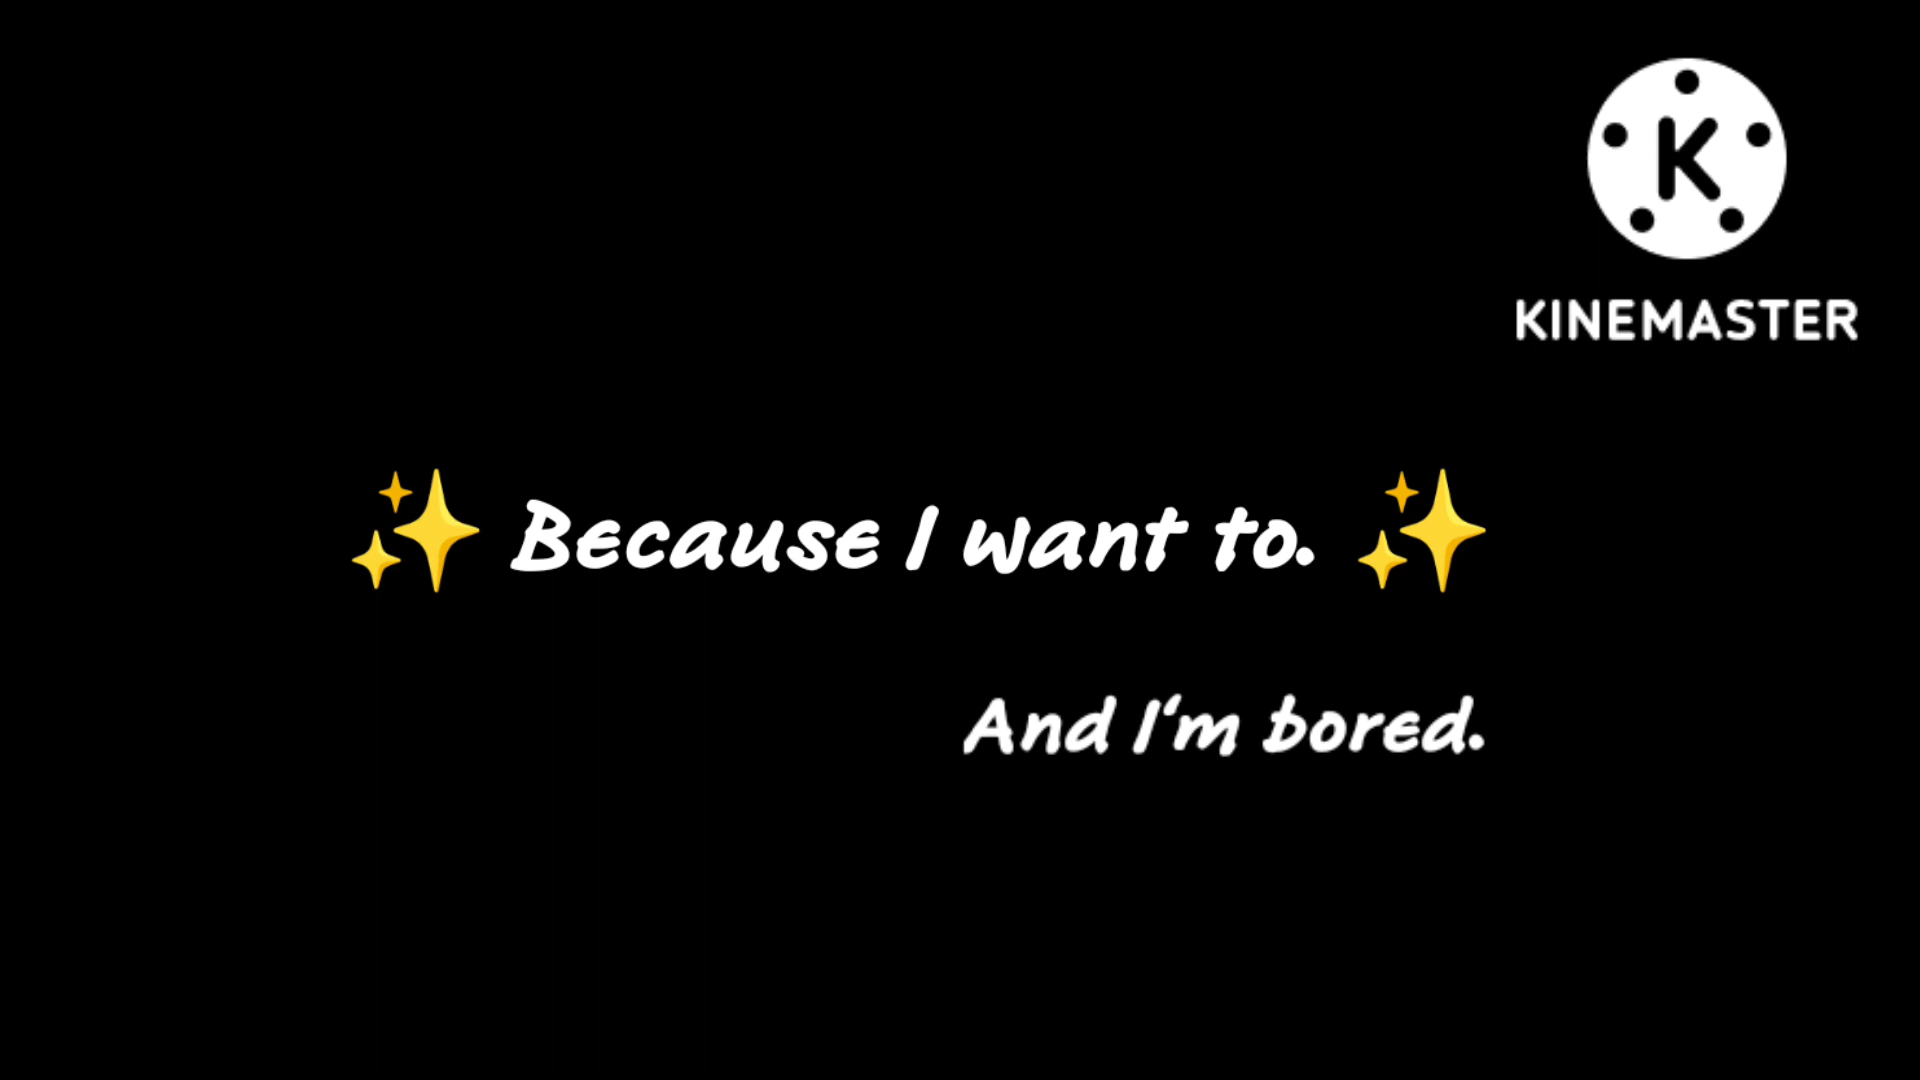 K
KINEMASTER
✨ Because I want to. ✨
And I'm bored.